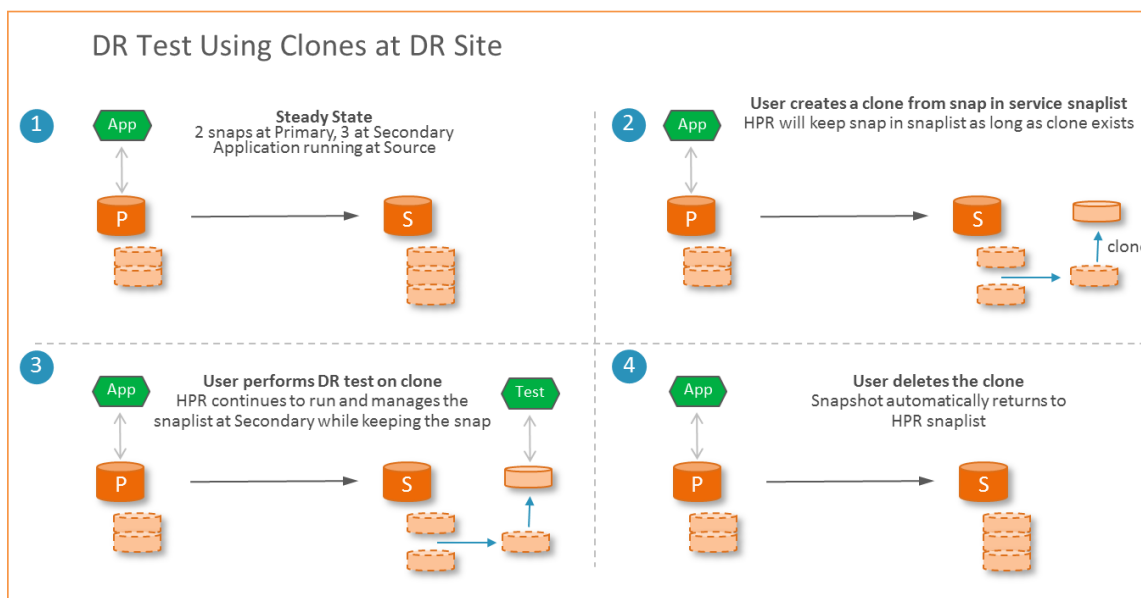 DR Test Using Clones at DR Site
1
App
Steady State
2 snaps at Primary, 3 at Secondary
Application running at Source
P
S
2
App
User creates a clone from snap in service snaplist
HPR will keep snap in snaplist as long as clone exists
P
S
clone
3
App
User performs DR test on clone
HPR continues to run and manages the
snaplist at Secondary while keeping the snap
Test
P
S
4
App
User deletes the clone
Snapshot automatically returns to
HPR snaplist
P
S